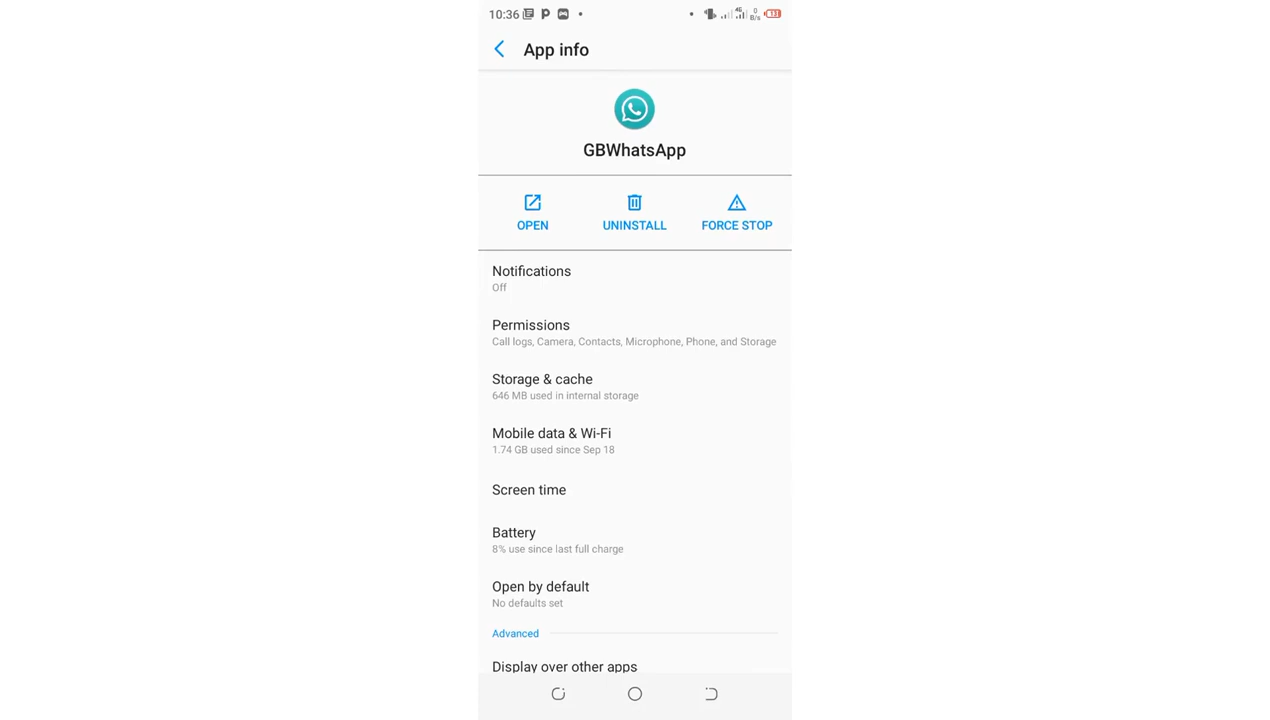 10:36
4G
0 B/s
13
App info
GBWhatsApp
OPEN UNINSTALL FORCE STOP
Notifications
Off
Permissions
Call logs, Camera, Contacts, Microphone, Phone, and Storage
Storage & cache
646 MB used in internal storage
Mobile data & Wi-Fi
1.74 GB used since Sep 18
Screen time
Battery
8% use since last full charge
Open by default
No defaults set
Advanced
Display over other apps